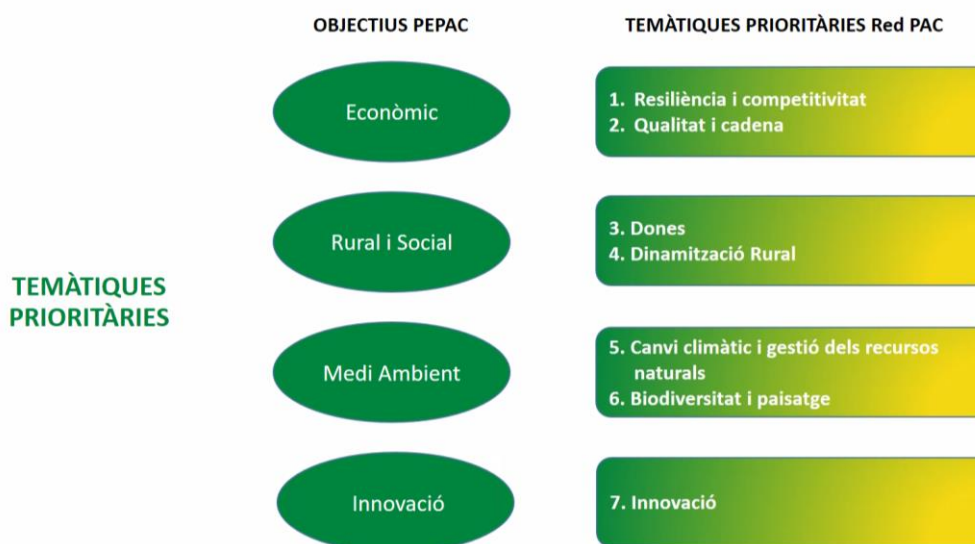 OBJECTIUS PEPAC
TEMÀTIQUES PRIORITÀRIES Red PAC
TEMÀTIQUES
PRIORITÀRIES
Econòmic
1. Resiliència i competitivitat
2. Qualitat i cadena
Rural i Social
3. Dones
4. Dinamització Rural
Medi Ambient
5. Canvi climàtic i gestió dels recursos
naturals
6. Biodiversitat i paisatge
Innovació
7. Innovació